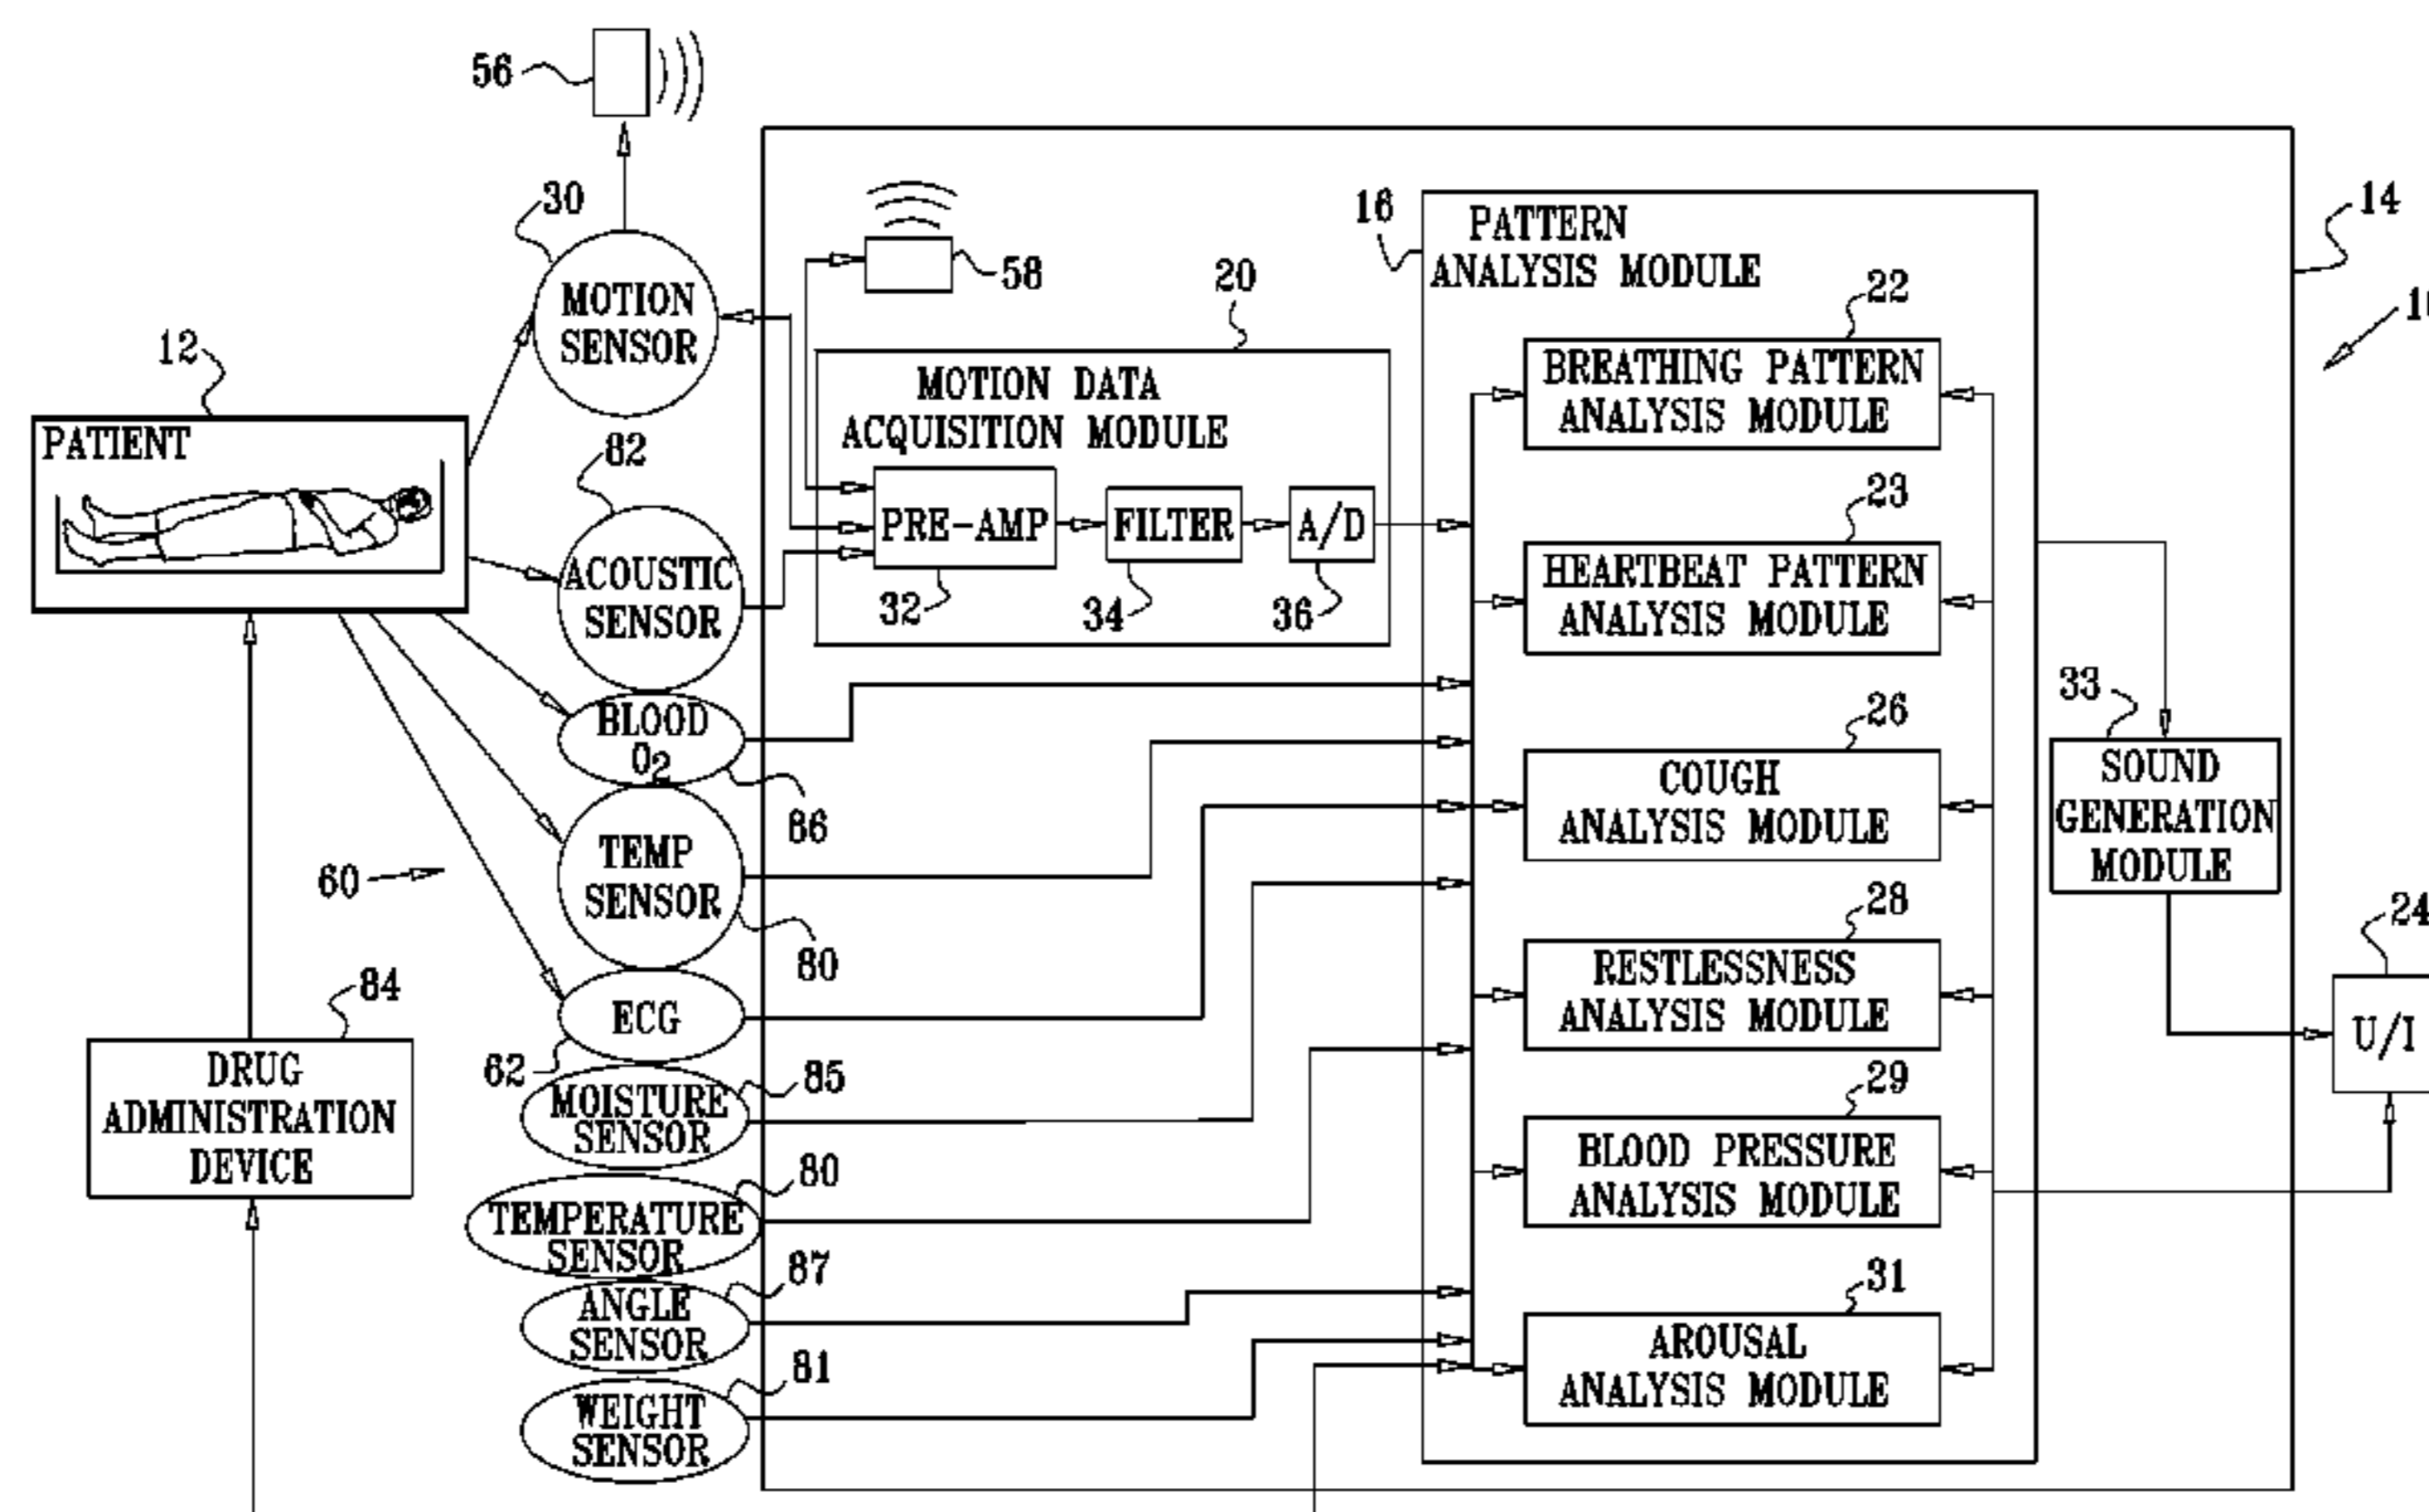 56
30
58
20
16
PATTERN
ANALYSIS MODULE
14
22
12
MOTION
SENSOR
MOTION DATA
ACQUISITION MODULE
BREATHING PATTERN
ANALYSIS MODULE
PATIENT
82
ACOUSTIC
SENSOR
PRE-AMP
FILTER
A/D
32
34
36
23
HEARTBEAT PATTERN
ANALYSIS MODULE
BLOOD
O2
86
26
COUGH
ANALYSIS MODULE
33
SOUND
GENERATION
MODULE
60
TEMP
SENSOR
80
28
RESTLESSNESS
ANALYSIS MODULE
24
U/I
84
DRUG
ADMINISTRATION
DEVICE
ECG
62
85
MOISTURE
SENSOR
29
BLOOD PRESSURE
ANALYSIS MODULE
80
TEMPERATURE
SENSOR
87
ANGLE
SENSOR
31
AROUSAL
ANALYSIS MODULE
81
WEIGHT
SENSOR